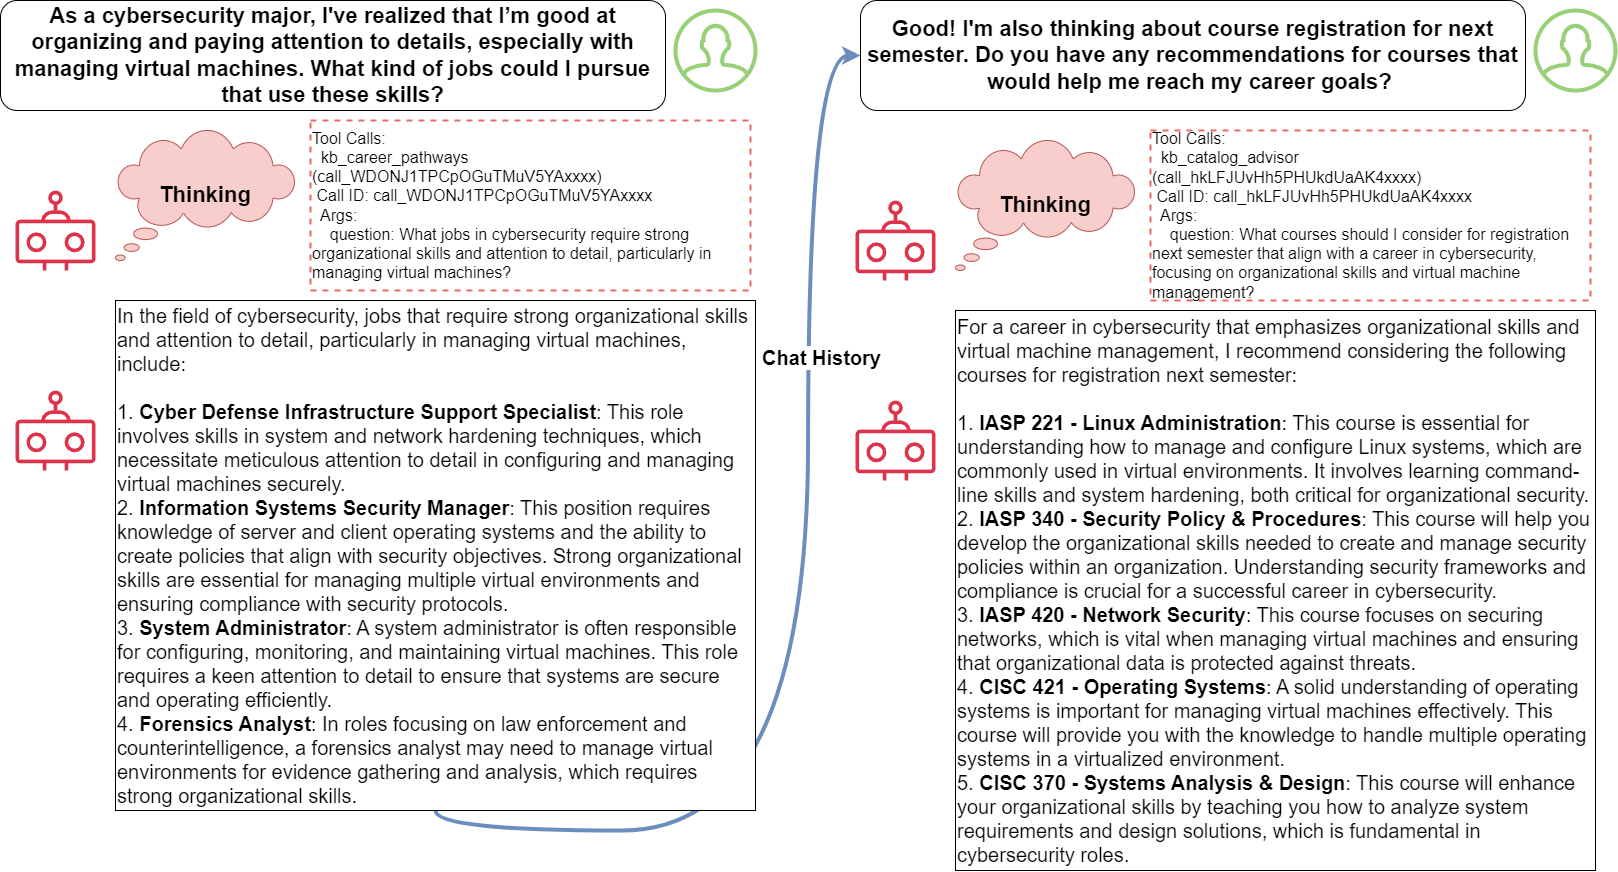 As a cybersecurity major, I've realized that I'm good at
organizing and paying attention to details, especially with
managing virtual machines. What kind of jobs could I pursue
that use these skills?
Thinking
Tool Calls:
kb_career_pathways
(call_WDONJ1TPCpOGuTMuV5YAxxxx)
Call ID: call_WDONJ1TPCpOGuTMuV5YAxxxx
Args:
question: What jobs in cybersecurity require strong
organizational skills and attention to detail, particularly in
managing virtual machines?
In the field of cybersecurity, jobs that require strong organizational skills
and attention to detail, particularly in managing virtual machines,
include:
1. Cyber Defense Infrastructure Support Specialist: This role
involves skills in system and network hardening techniques, which
necessitate meticulous attention to detail in configuring and managing
virtual machines securely.
2. Information Systems Security Manager: This position requires
knowledge of server and client operating systems and the ability to
create policies that align with security objectives. Strong organizational
skills are essential for managing multiple virtual environments and
ensuring compliance with security protocols.
3. System Administrator: A system administrator is often responsible
for configuring, monitoring, and maintaining virtual machines. This role
requires a keen attention to detail to ensure that systems are secure
and operating efficiently.
4. Forensics Analyst: In roles focusing on law enforcement and
counterintelligence, a forensics analyst may need to manage virtual
environments for evidence gathering and analysis, which requires
strong organizational skills.
Chat History
Good! I'm also thinking about course registration for next
semester. Do you have any recommendations for courses that
would help me reach my career goals?
Thinking
Tool Calls:
kb_catalog_advisor
(call_hkLFJUvHh5PHUkdUaAK4xxxx)
Call ID: call_hkLFJUvHh5PHUkdUaAK4xxxx
Args:
question: What courses should I consider for registration
next semester that align with a career in cybersecurity,
focusing on organizational skills and virtual machine
management?
For a career in cybersecurity that emphasizes organizational skills and
virtual machine management, I recommend considering the following
courses for registration next semester:
1. IASP 221 - Linux Administration: This course is essential for
understanding how to manage and configure Linux systems, which are
commonly used in virtual environments. It involves learning command-
line skills and system hardening, both critical for organizational security.
2. IASP 340 - Security Policy & Procedures: This course will help you
develop the organizational skills needed to create and manage security
policies within an organization. Understanding security frameworks and
compliance is crucial for a successful career in cybersecurity.
3. IASP 420 - Network Security: This course focuses on securing
networks, which is vital when managing virtual machines and ensuring
that organizational data is protected against threats.
4. CISC 421 - Operating Systems: A solid understanding of operating
systems is important for managing virtual machines effectively. This
course will provide you with the knowledge to handle multiple operating
systems in a virtualized environment.
5. CISC 370 - Systems Analysis & Design: This course will enhance
your organizational skills by teaching you how to analyze system
requirements and design solutions, which is fundamental in
cybersecurity roles.